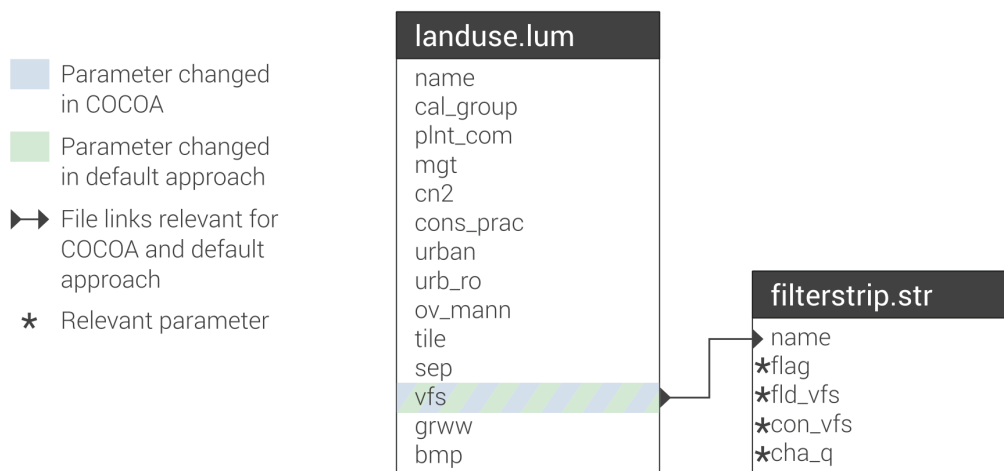 Parameter changed
in COCOA
Parameter changed
in default approach
File links relevant for
COCOA and default
approach
* Relevant parameter
landuse.lum
name
cal_group
plnt_com
mgt
cn2
cons_prac
urban
urb_ro
ov_mann
tile
sep
vfs
grww
bmp
filterstrip.str
name
*flag
*fld_vfs
*con_vfs
*cha_q